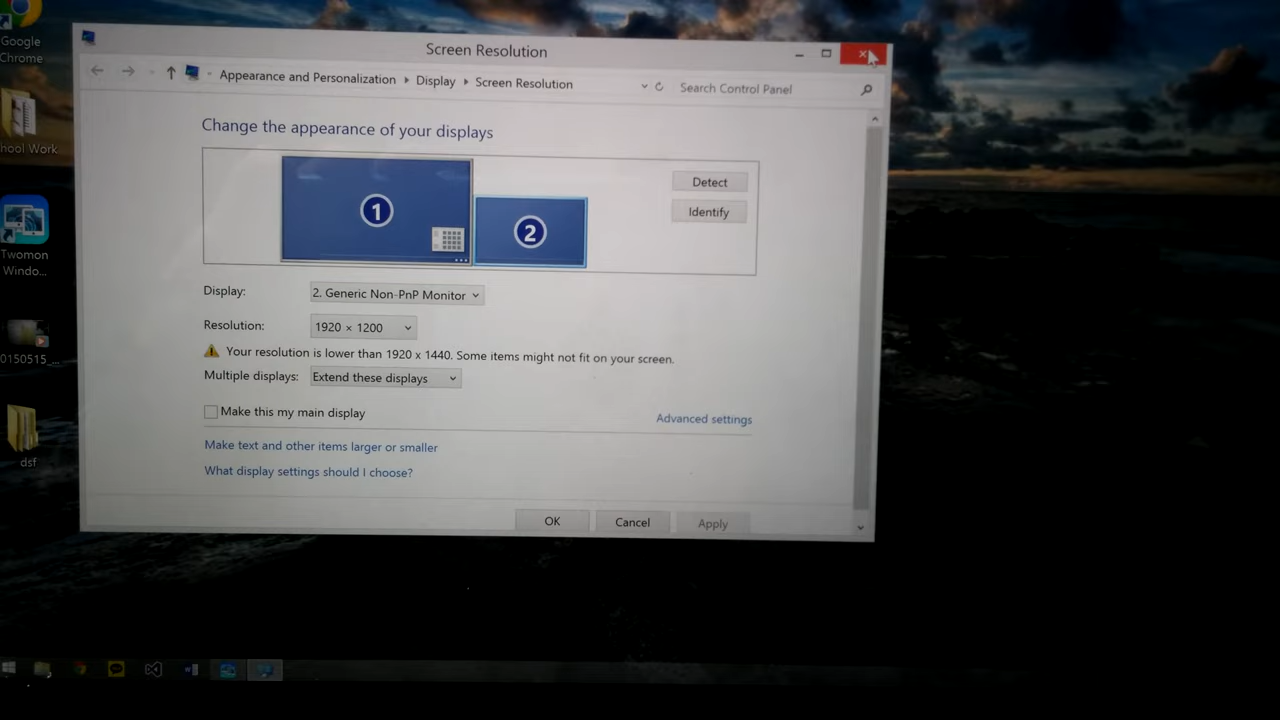 Google
Chrome
hool Work
Twomon
Windo...
0150515_...
dsf
Screen Resolution
Appearance and Personalization
Display
Screen Resolution
Search Control Panel
Change the appearance of your displays
1
2
Detect
Identify
Display:
2. Generic Non-PnP Monitor
Resolution:
1920 × 1200
Your resolution is lower than 1920 x 1440. Some items might not fit on your screen.
Multiple displays:
Extend these displays
Make this my main display
Advanced settings
Make text and other items larger or smaller
What display settings should I choose?
OK
Cancel
Apply